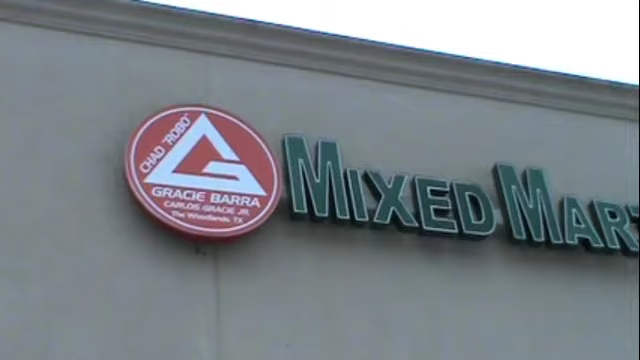 CHAD "ROBO"
G
GRACIE BARRA
CARLOS GRACIE JR.
The Woodlands, TX
MIXED MAR